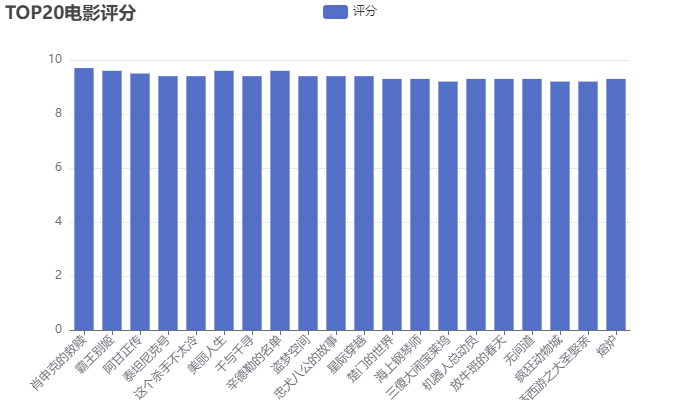 TOP20电影评分
评分
10
8
6
4
2
0
肖申克的救赎
霸王别姬
阿甘正传
泰坦尼克号
这个杀手不太冷
美丽人生
千与千寻
辛德勒的名单
盗梦空间
忠犬八公的故事
星际穿越
楚门的世界
海上钢琴师
三傻大闹宝莱坞
机器人总动员
放牛班的春天
无间道
疯狂动物城
西游之大圣娶亲
熔炉